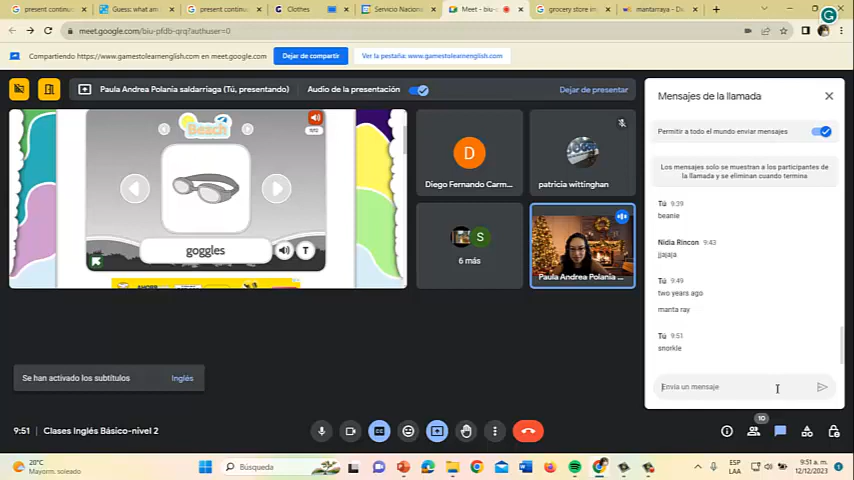 present continu
Guess: what am
present continu
Clothes
Servicio Nacional
Meet - biu-
grocery store im
mantarraya - Di
meet.google.com/biu-pfdb-qrq?authuser=0
Compartiendo https://www.gamestolearnenglish.com en meet.google.com
Dejar de compartir
Ver la pestaña: www.gamestolearnenglish.com
Paula Andrea Polania saldarriaga (Tú, presentando)
Audio de la presentación
Dejar de presentar
Beach
goggles
T
D
Diego Fernando Carm...
patricia wittinghan
S
6 más
Paula Andrea Polania ...
Mensajes de la llamada
Permitir a todo el mundo enviar mensajes
Los mensajes solo se muestran a los participantes de
la llamada y se eliminan cuando termina
Tú 9:39
beanie
Nidia Rincon 9:43
jjajaja
Tú 9:49
two years ago
manta ray
Tú 9:51
snorkle
Envía un mensaje
Se han activado los subtítulos
Inglés
9:51 | Clases Inglés Básico-nivel 2
10
20°C
Mayorm. soleado
Búsqueda
ESP
LAA
9:51 a. m.
12/12/2023